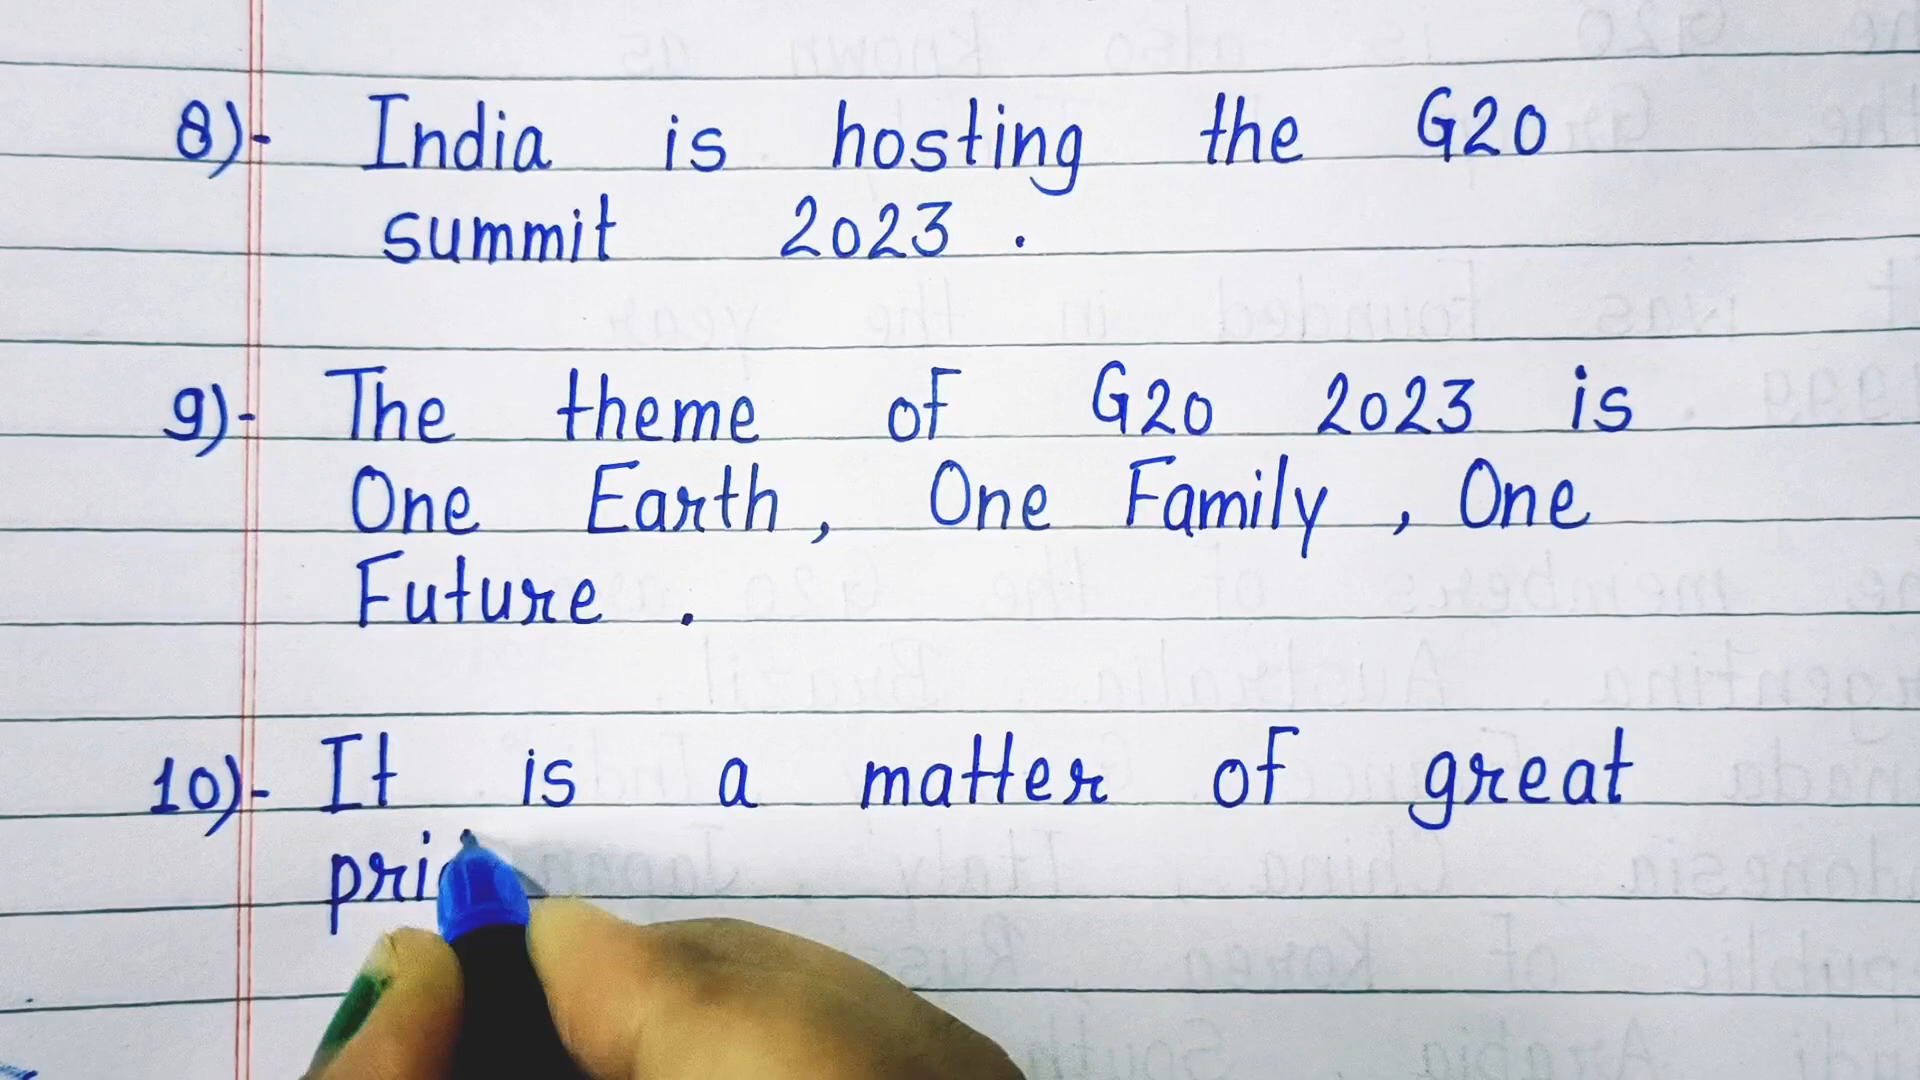 8)- India is hosting the G20
summit 2023 .
9)- The theme of G20 2023 is
One Earth, One Family , One
Future .
10)- It is a matter of great
pri